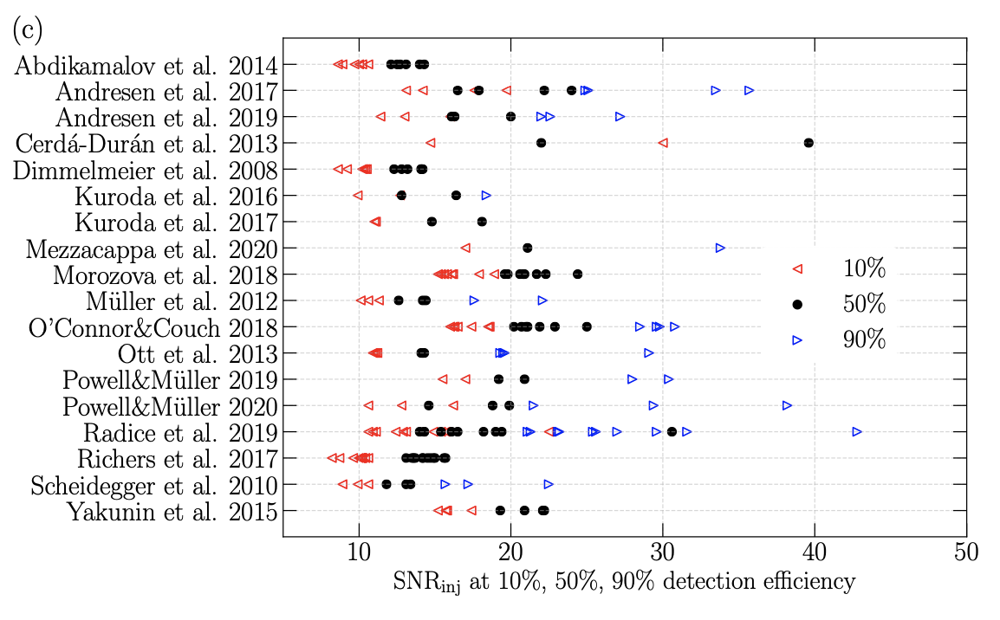 (c)
Abdikamalov et al. 2014
Andresen et al. 2017
Andresen et al. 2019
Cerdá-Durán et al. 2013
Dimmelmeier et al. 2008
Kuroda et al. 2016
Kuroda et al. 2017
Mezzacappa et al. 2020
Morozova et al. 2018
Müller et al. 2012
O'Connor&Couch 2018
Ott et al. 2013
Powell&Müller 2019
Powell&Müller 2020
Radice et al. 2019
Richers et al. 2017
Scheidegger et al. 2010
Yakunin et al. 2015
10%
50%
90%
10 20 30 40 50
SNRinj at 10%, 50%, 90% detection efficiency